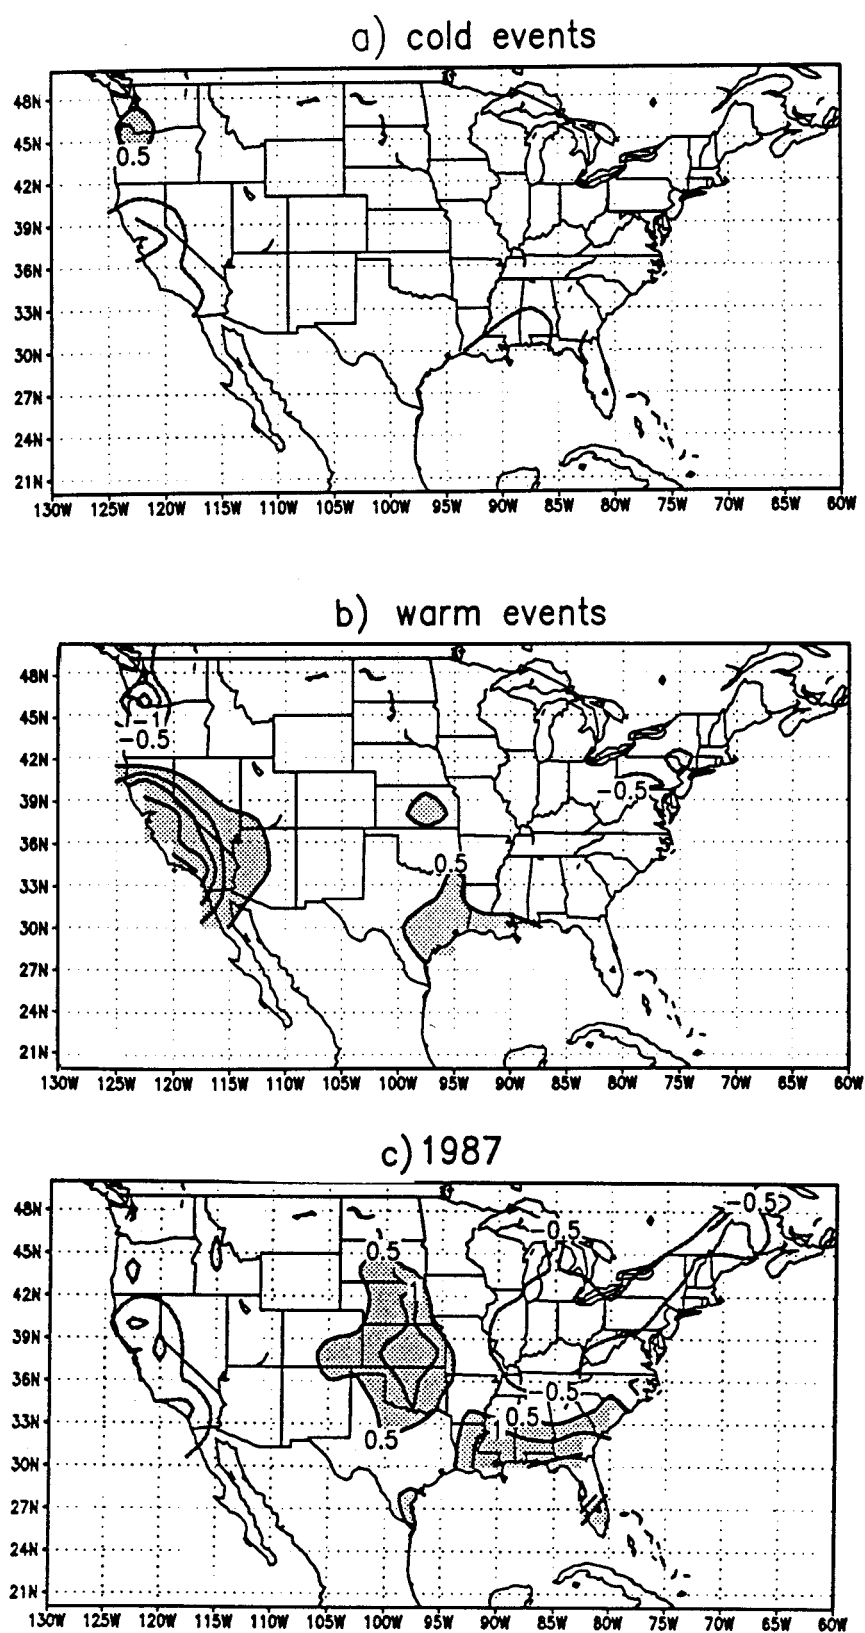 a) cold events
48N
45N
0.5
42N
39N
36N
33N
30N
27N
24N
21N
130W 125W 120W 115W 110W 105W 100W 95W 90W 85W 80W 75W 70W 65W 60W
b) warm events
48N
45N
-1
-0.5
42N
39N
-0.5
36N
0.5
33N
30N
27N
24N
21N
130W 125W 120W 115W 110W 105W 100W 95W 90W 85W 80W 75W 70W 65W 60W
c) 1987
48N
-0.5
-0.5
45N
0.5
42N
1
39N
36N
-0.5
33N
1 0.5
0.5
30N
27N
24N
21N
130W 125W 120W 115W 110W 105W 100W 95W 90W 85W 80W 75W 70W 65W 60W